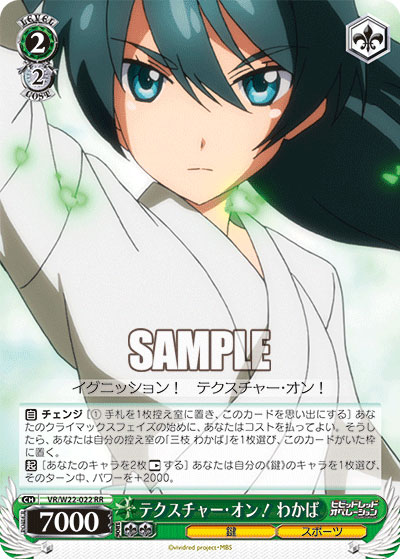 LEVEL
2
2
COST
SAMPLE
イグニッション！　テクスチャー・オン！
自 チェンジ［① 手札を1枚控え室に置き、このカードを思い出にする］ あな
たのクライマックスフェイズの始めに、あなたはコストを払ってよい。そうし
たら、あなたは自分の控え室の「三枝 わかば」を1枚選び、このカードがいた枠
に置く。
起［あなたのキャラを2枚 する］ あなたは自分の《鍵》のキャラを1枚選び、
そのターン中、パワーを+2000。
CH VR/W22-022 RR
7000
テクスチャー・オン！ わかば
ビビッドレッド・オペレーション
鍵 スポーツ
©vividred project・MBS